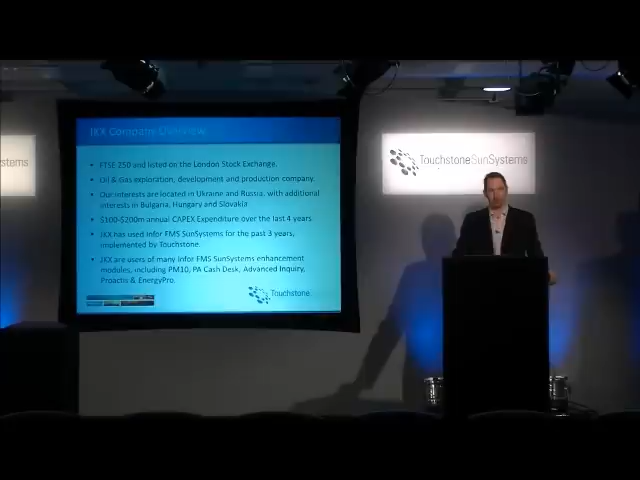 JKX Company Overview
FTSE 250 and listed on the London Stock Exchange.
Oil & Gas exploration, development and production company.
Our interests are located in Ukraine and Russia, with additional
interests in Bulgaria, Hungary and Slovakia
$100-$200m annual CAPEX Expenditure over the last 4 years
JKX has used Infor FMS SunSystems for the past 3 years,
implemented by Touchstone.
JKX are users of many Infor FMS SunSystems enhancement
modules, including PM10, PA Cash Desk, Advanced Inquiry,
Proactis & EnergyPro.
Touchstone
stems
TouchstoneSunSystems